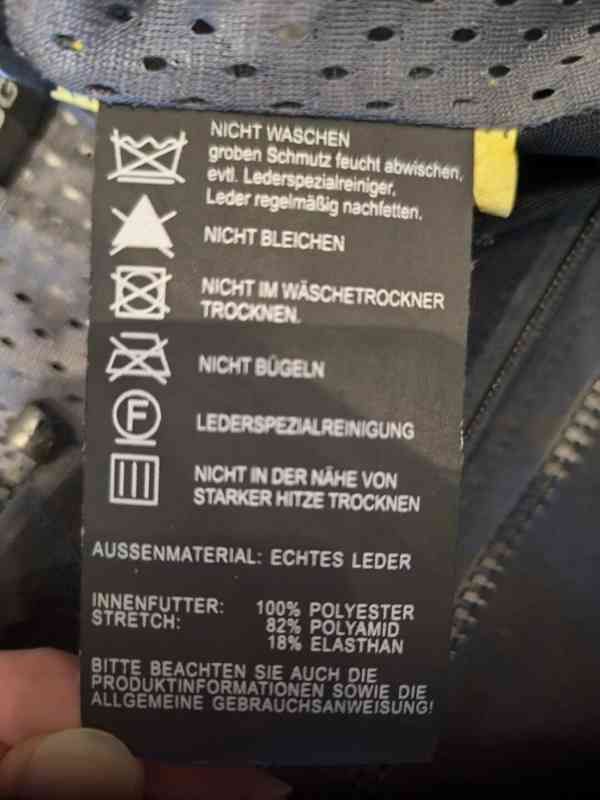 NICHT WASCHEN
groben Schmutz feucht abwischen,
evtl. Lederspezialreiniger,
Leder regelmäßig nachfetten.
NICHT BLEICHEN
NICHT IM WÄSCHETROCKNER
TROCKNEN.
NICHT BÜGELN
F
LEDERSPEZIALREINIGUNG
NICHT IN DER NÄHE VON
STARKER HITZE TROCKNEN
AUSSENMATERIAL: ECHTES LEDER
INNENFUTTER: 100% POLYESTER
STRETCH: 82% POLYAMID
18% ELASTHAN
BITTE BEACHTEN SIE AUCH DIE
PRODUKTINFORMATIONEN SOWIE DIE
ALLGEMEINE GEBRAUCHSANWEISUNG!